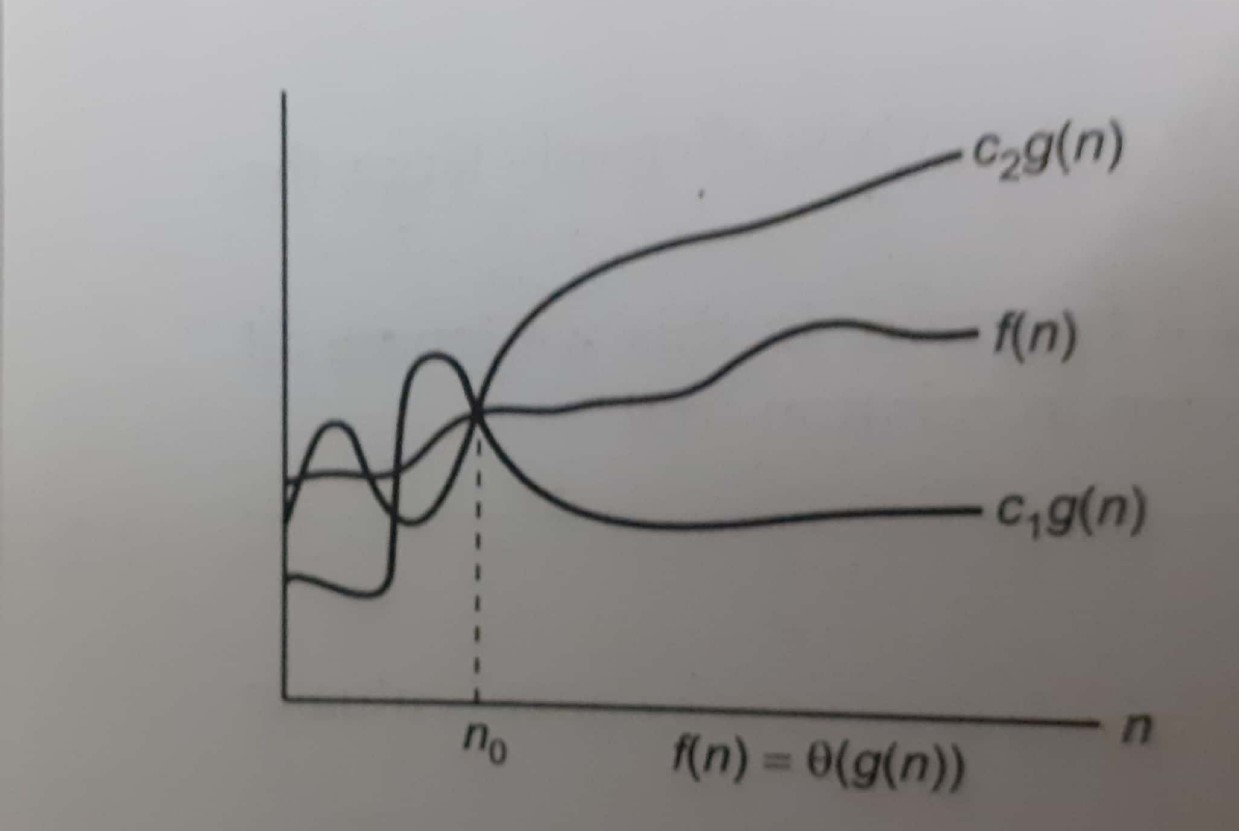 c₂g(n)
f(n)
c₁g(n)
n
n₀
f(n) = θ(g(n))